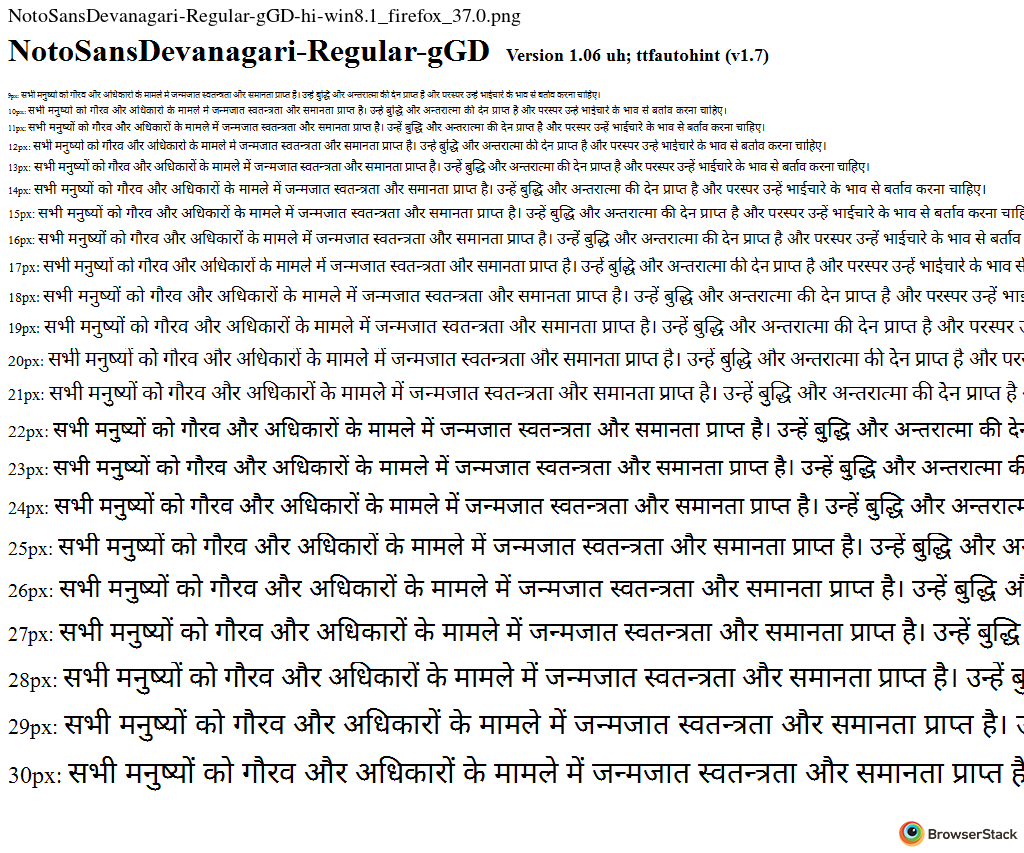 NotoSansDevanagari-Regular-gGD-hi-win8.1_firefox_37.0.png
NotoSansDevanagari-Regular-gGD Version 1.06 uh; ttfautohint (v1.7)
9px: सभी मनुष्यों को गौरव और अधिकारों के मामले में जन्मजात स्वतन्त्रता और समानता प्राप्त है। उन्हें बुद्धि और अन्तरात्मा की देन प्राप्त है और परस्पर उन्हें भाईचारे के भाव से बर्ताव करना चाहिए।
10px: सभी मनुष्यों को गौरव और अधिकारों के मामले में जन्मजात स्वतन्त्रता और समानता प्राप्त है। उन्हें बुद्धि और अन्तरात्मा की देन प्राप्त है और परस्पर उन्हें भाईचारे के भाव से बर्ताव करना चाहिए।
11px: सभी मनुष्यों को गौरव और अधिकारों के मामले में जन्मजात स्वतन्त्रता और समानता प्राप्त है। उन्हें बुद्धि और अन्तरात्मा की देन प्राप्त है और परस्पर उन्हें भाईचारे के भाव से बर्ताव करना चाहिए।
12px: सभी मनुष्यों को गौरव और अधिकारों के मामले में जन्मजात स्वतन्त्रता और समानता प्राप्त है। उन्हें बुद्धि और अन्तरात्मा की देन प्राप्त है और परस्पर उन्हें भाईचारे के भाव से बर्ताव करना चाहिए।
13px: सभी मनुष्यों को गौरव और अधिकारों के मामले में जन्मजात स्वतन्त्रता और समानता प्राप्त है। उन्हें बुद्धि और अन्तरात्मा की देन प्राप्त है और परस्पर उन्हें भाईचारे के भाव से बर्ताव करना चाहिए।
14px: सभी मनुष्यों को गौरव और अधिकारों के मामले में जन्मजात स्वतन्त्रता और समानता प्राप्त है। उन्हें बुद्धि और अन्तरात्मा की देन प्राप्त है और परस्पर उन्हें भाईचारे के भाव से बर्ताव करना चाहिए।
15px: सभी मनुष्यों को गौरव और अधिकारों के मामले में जन्मजात स्वतन्त्रता और समानता प्राप्त है। उन्हें बुद्धि और अन्तरात्मा की देन प्राप्त है और परस्पर उन्हें भाईचारे के भाव से बर्ताव करना
16px: सभी मनुष्यों को गौरव और अधिकारों के मामले में जन्मजात स्वतन्त्रता और समानता प्राप्त है। उन्हें बुद्धि और अन्तरात्मा की देन प्राप्त है और परस्पर उन्हें भाईचारे के भाव से बर्ताव
17px: सभी मनुष्यों को गौरव और अधिकारों के मामले में जन्मजात स्वतन्त्रता और समानता प्राप्त है। उन्हें बुद्धि और अन्तरात्मा की देन प्राप्त है और परस्पर उन्हें भाईचारे के भाव
18px: सभी मनुष्यों को गौरव और अधिकारों के मामले में जन्मजात स्वतन्त्रता और समानता प्राप्त है। उन्हें बुद्धि और अन्तरात्मा की देन प्राप्त है और परस्पर उन्हें
19px: सभी मनुष्यों को गौरव और अधिकारों के मामले में जन्मजात स्वतन्त्रता और समानता प्राप्त है। उन्हें बुद्धि और अन्तरात्मा की देन प्राप्त है और परस्पर
20px: सभी मनुष्यों को गौरव और अधिकारों के मामले में जन्मजात स्वतन्त्रता और समानता प्राप्त है। उन्हें बुद्धि और अन्तरात्मा की देन प्राप्त है और
21px: सभी मनुष्यों को गौरव और अधिकारों के मामले में जन्मजात स्वतन्त्रता और समानता प्राप्त है। उन्हें बुद्धि और अन्तरात्मा की देन प्राप्त है
22px: सभी मनुष्यों को गौरव और अधिकारों के मामले में जन्मजात स्वतन्त्रता और समानता प्राप्त है। उन्हें बुद्धि और अन्तरात्मा की
23px: सभी मनुष्यों को गौरव और अधिकारों के मामले में जन्मजात स्वतन्त्रता और समानता प्राप्त है। उन्हें बुद्धि और अन्तरात्मा
24px: सभी मनुष्यों को गौरव और अधिकारों के मामले में जन्मजात स्वतन्त्रता और समानता प्राप्त है। उन्हें बुद्धि और
25px: सभी मनुष्यों को गौरव और अधिकारों के मामले में जन्मजात स्वतन्त्रता और समानता प्राप्त है। उन्हें बुद्धि और
26px: सभी मनुष्यों को गौरव और अधिकारों के मामले में जन्मजात स्वतन्त्रता और समानता प्राप्त है। उन्हें बुद्धि
27px: सभी मनुष्यों को गौरव और अधिकारों के मामले में जन्मजात स्वतन्त्रता और समानता प्राप्त है। उन्हें बुद्धि
28px: सभी मनुष्यों को गौरव और अधिकारों के मामले में जन्मजात स्वतन्त्रता और समानता प्राप्त है। उन्हें
29px: सभी मनुष्यों को गौरव और अधिकारों के मामले में जन्मजात स्वतन्त्रता और समानता प्राप्त है।
30px: सभी मनुष्यों को गौरव और अधिकारों के मामले में जन्मजात स्वतन्त्रता और समानता प्राप्त
BrowserStack